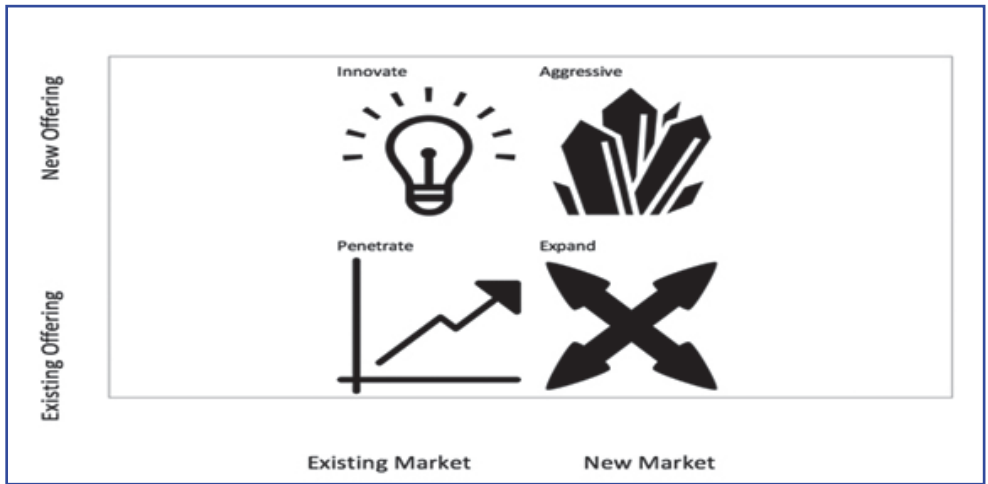 New Offering
Innovate
Aggressive
Existing Offering
Penetrate
Expand
Existing Market
New Market